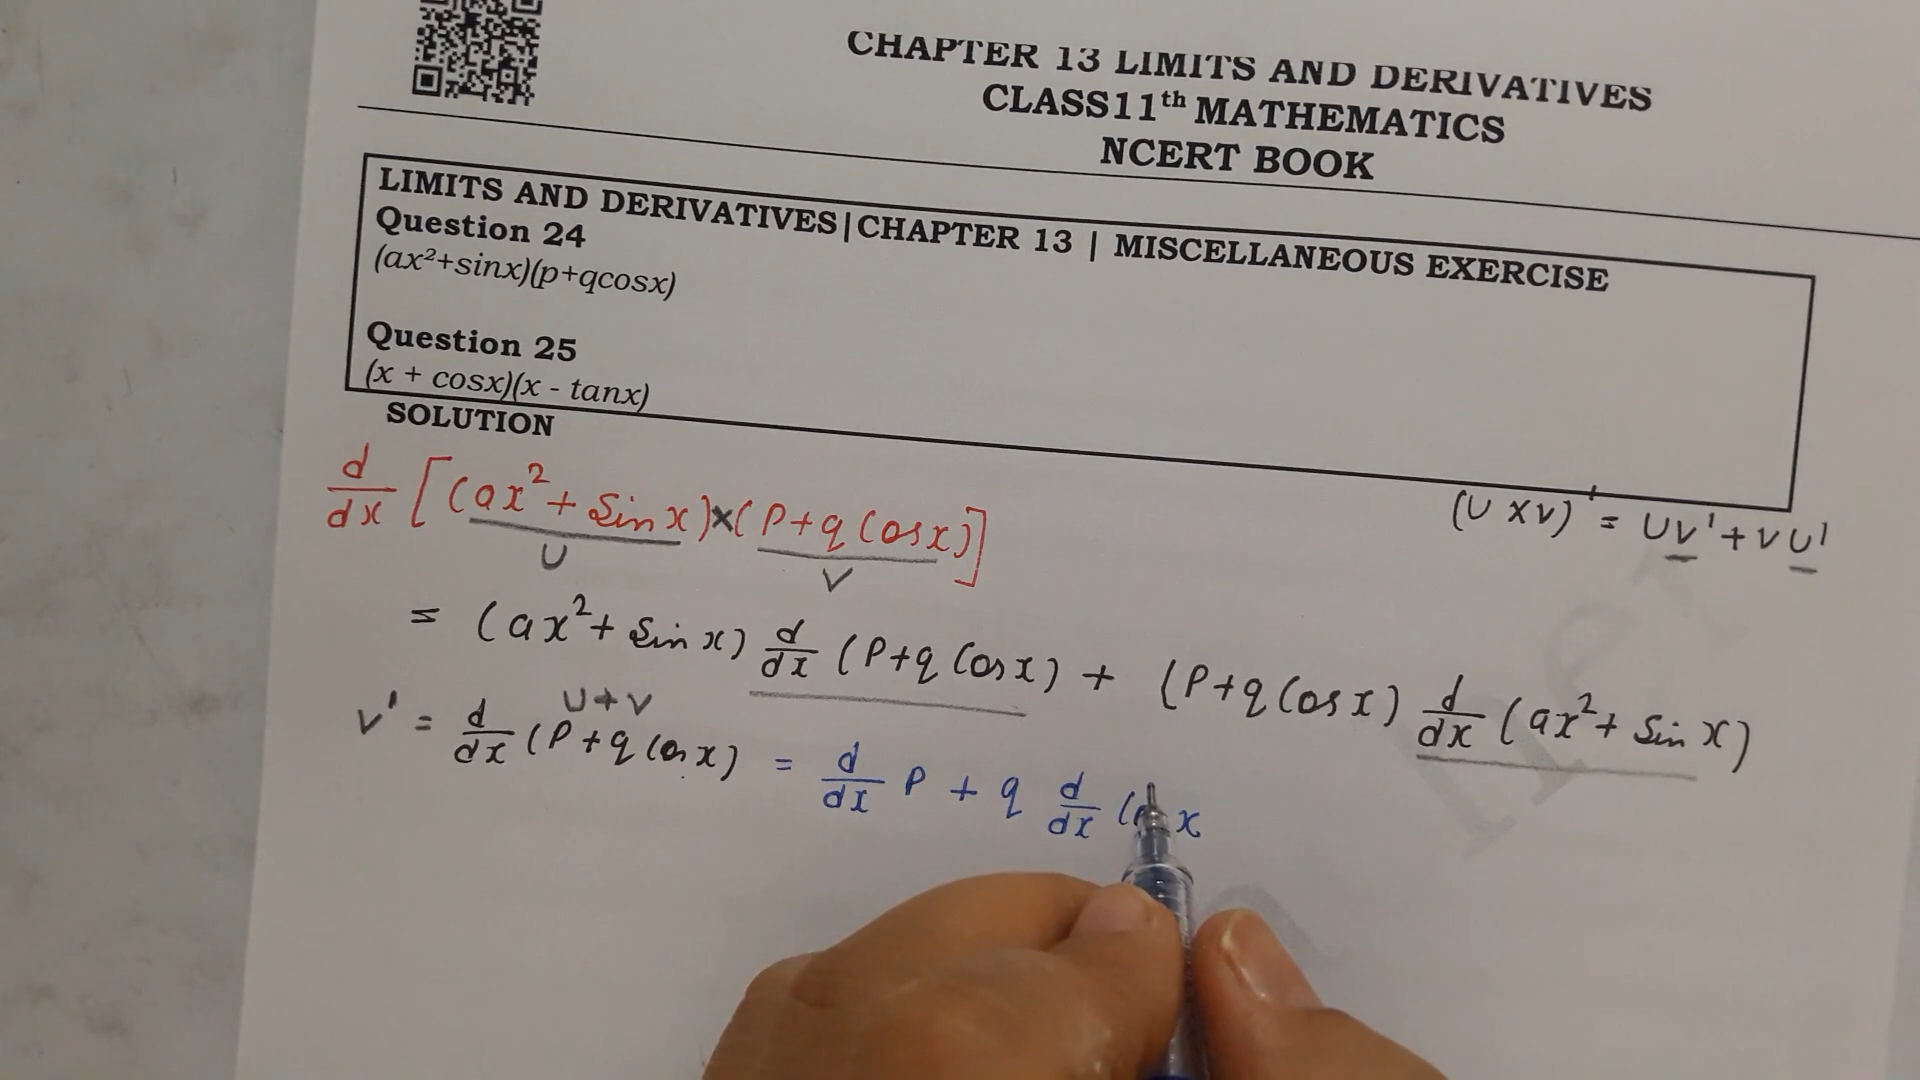 CHAPTER 13 LIMITS AND DERIVATIVES
CLASS11th MATHEMATICS
NCERT BOOK
LIMITS AND DERIVATIVES|CHAPTER 13 | MISCELLANEOUS EXERCISE
Question 24
(ax²+sinx)(p+qcosx)
Question 25
(x + cosx)(x - tanx)
SOLUTION
d/dx [(ax²+ Sin x)×(P+q Cos x)]
U V
(U XV)' = UV' + VU'
= (ax²+ Sin x) d/dx (P+q Cos x) + (P+q Cos x) d/dx (ax²+ Sin x)
U+V
V' = d/dx (P+q Cos x) = d/dx P + q d/dx x